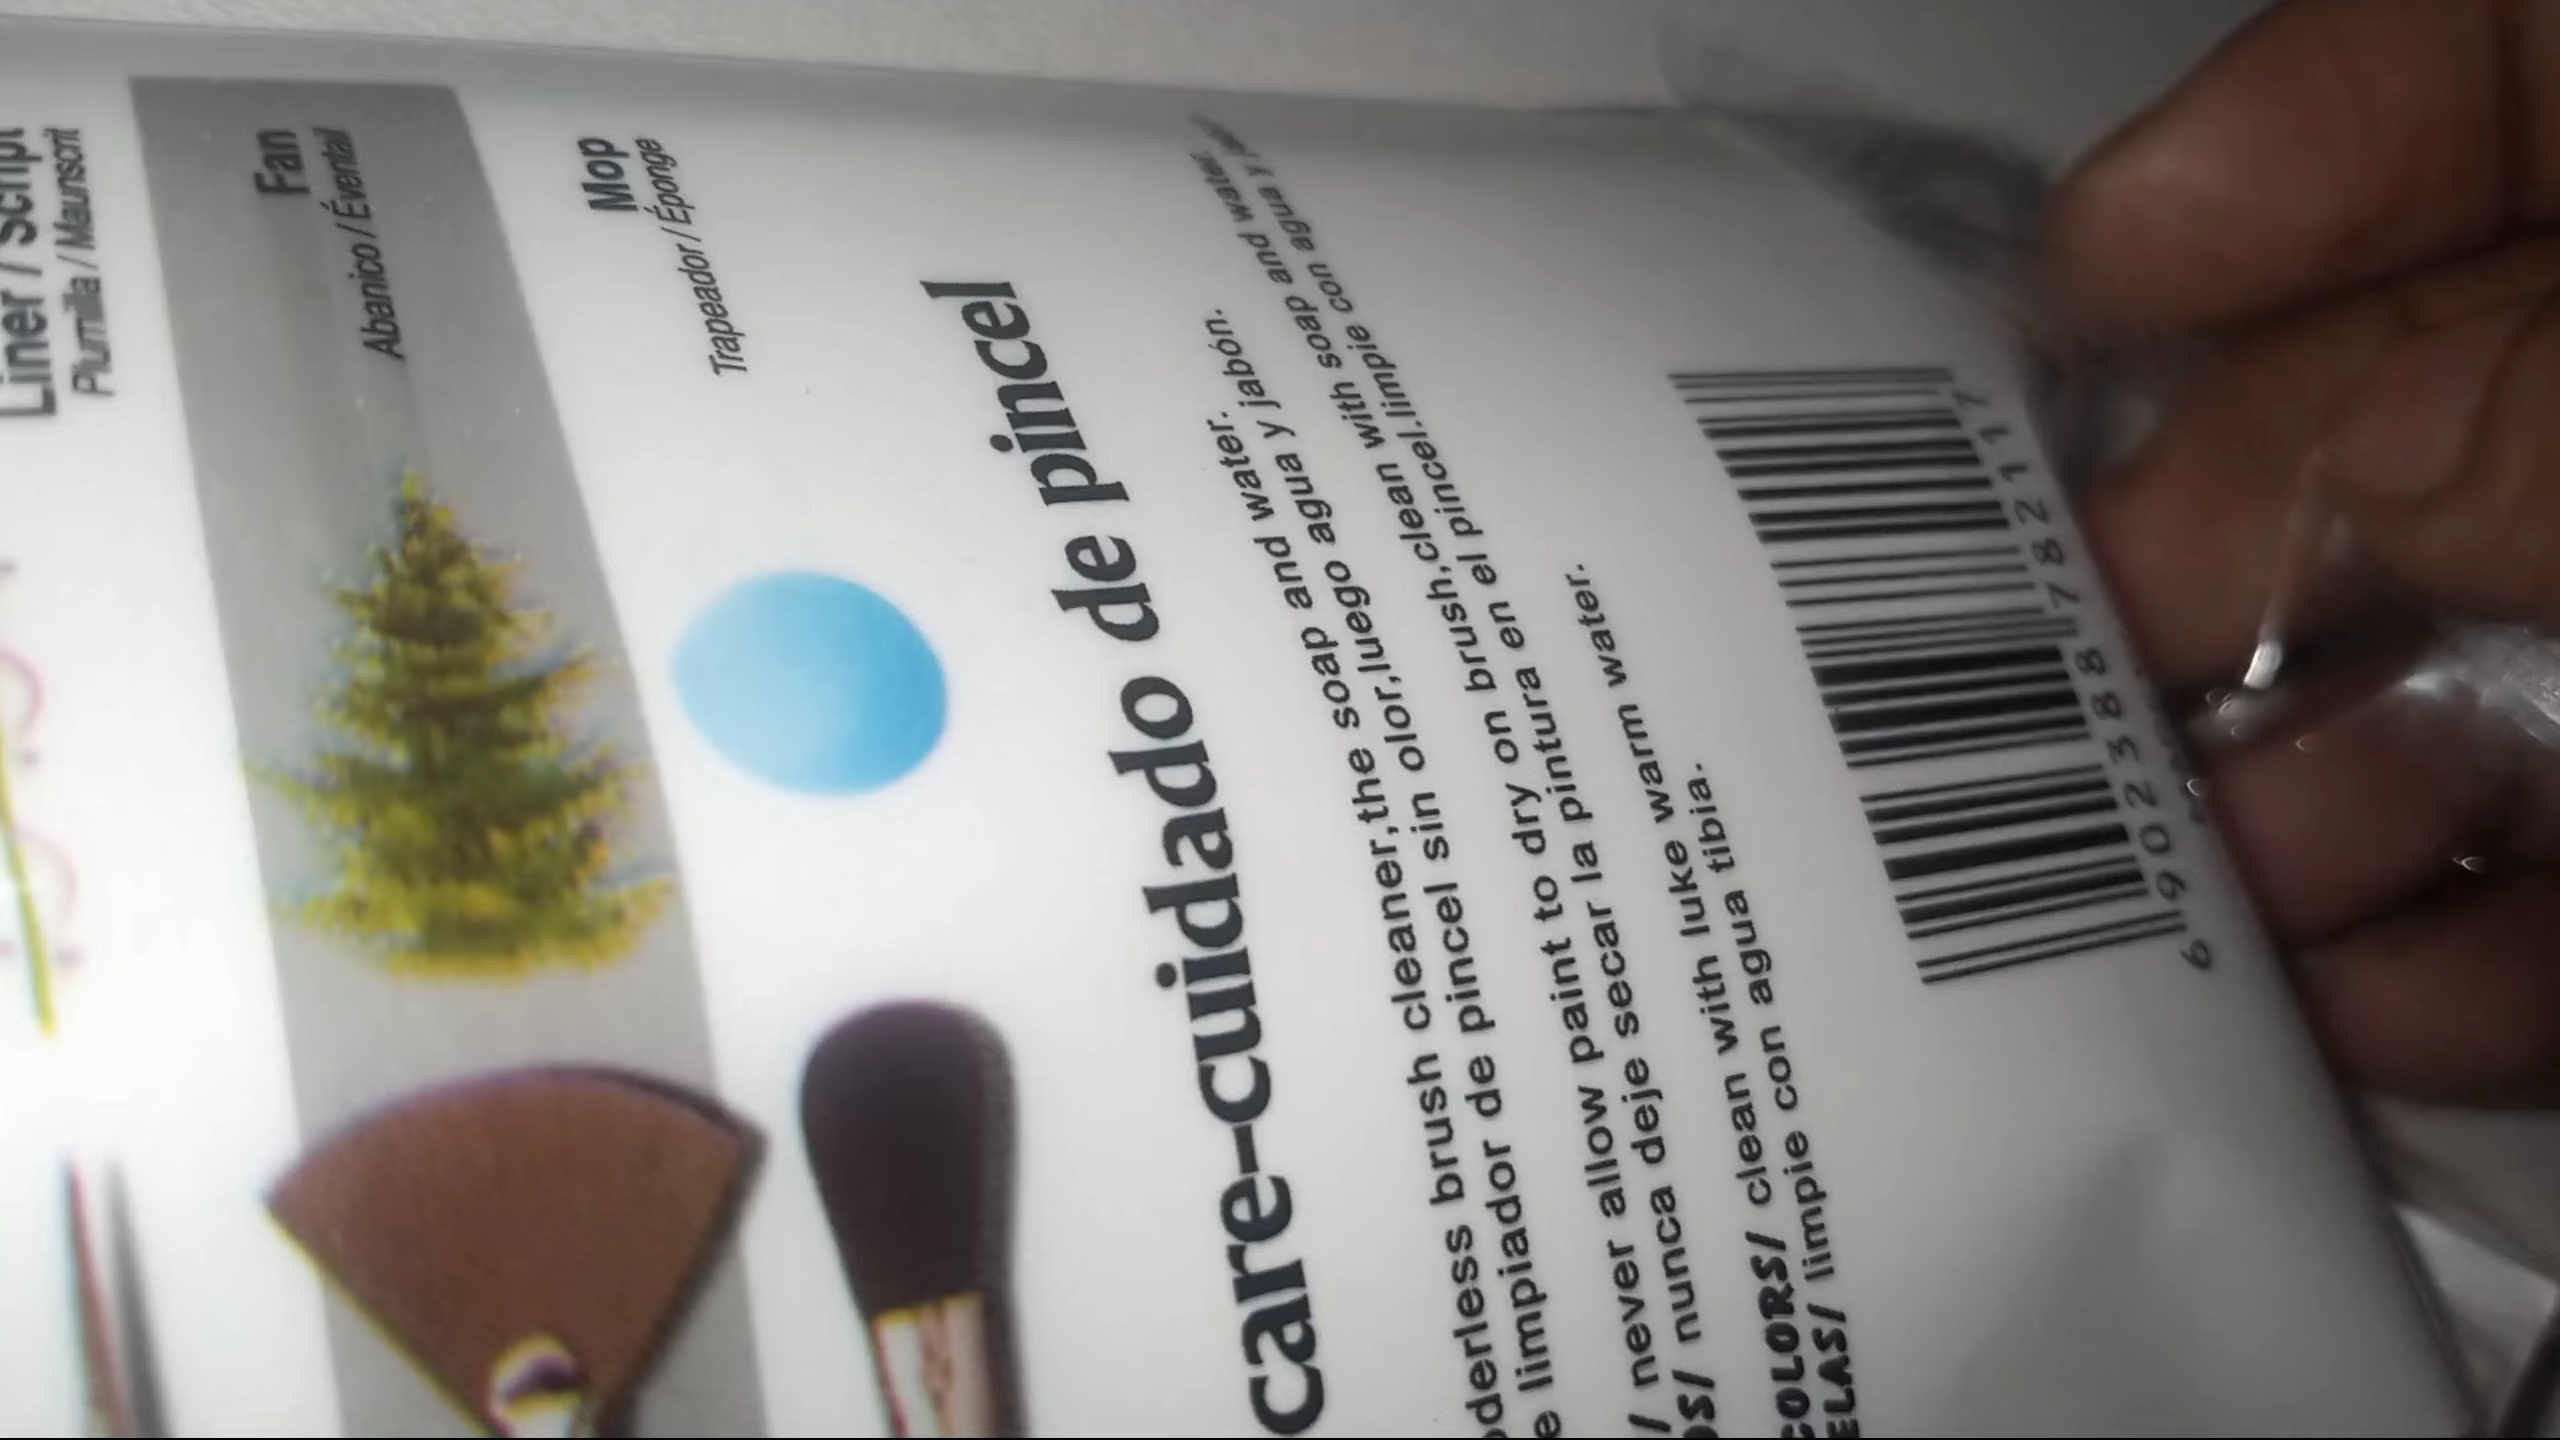 Liner / Script
Plumilla / Maunscrit
Fan
Abanico / Éventail
Mop
Trapeador / Éponge
care-cuidado de pincel
oderless brush cleaner,the soap and water.
e limpiador de pincel sin olor,luego agua y jabón.
/ never allow paint to dry on brush,clean with soap and water.
OS/ nunca deje secar la pintura en el pincel.limpie con agua y
COLORS/ clean with luke warm water.
ELAS/ limpie con agua tibia.
6 902388 782117